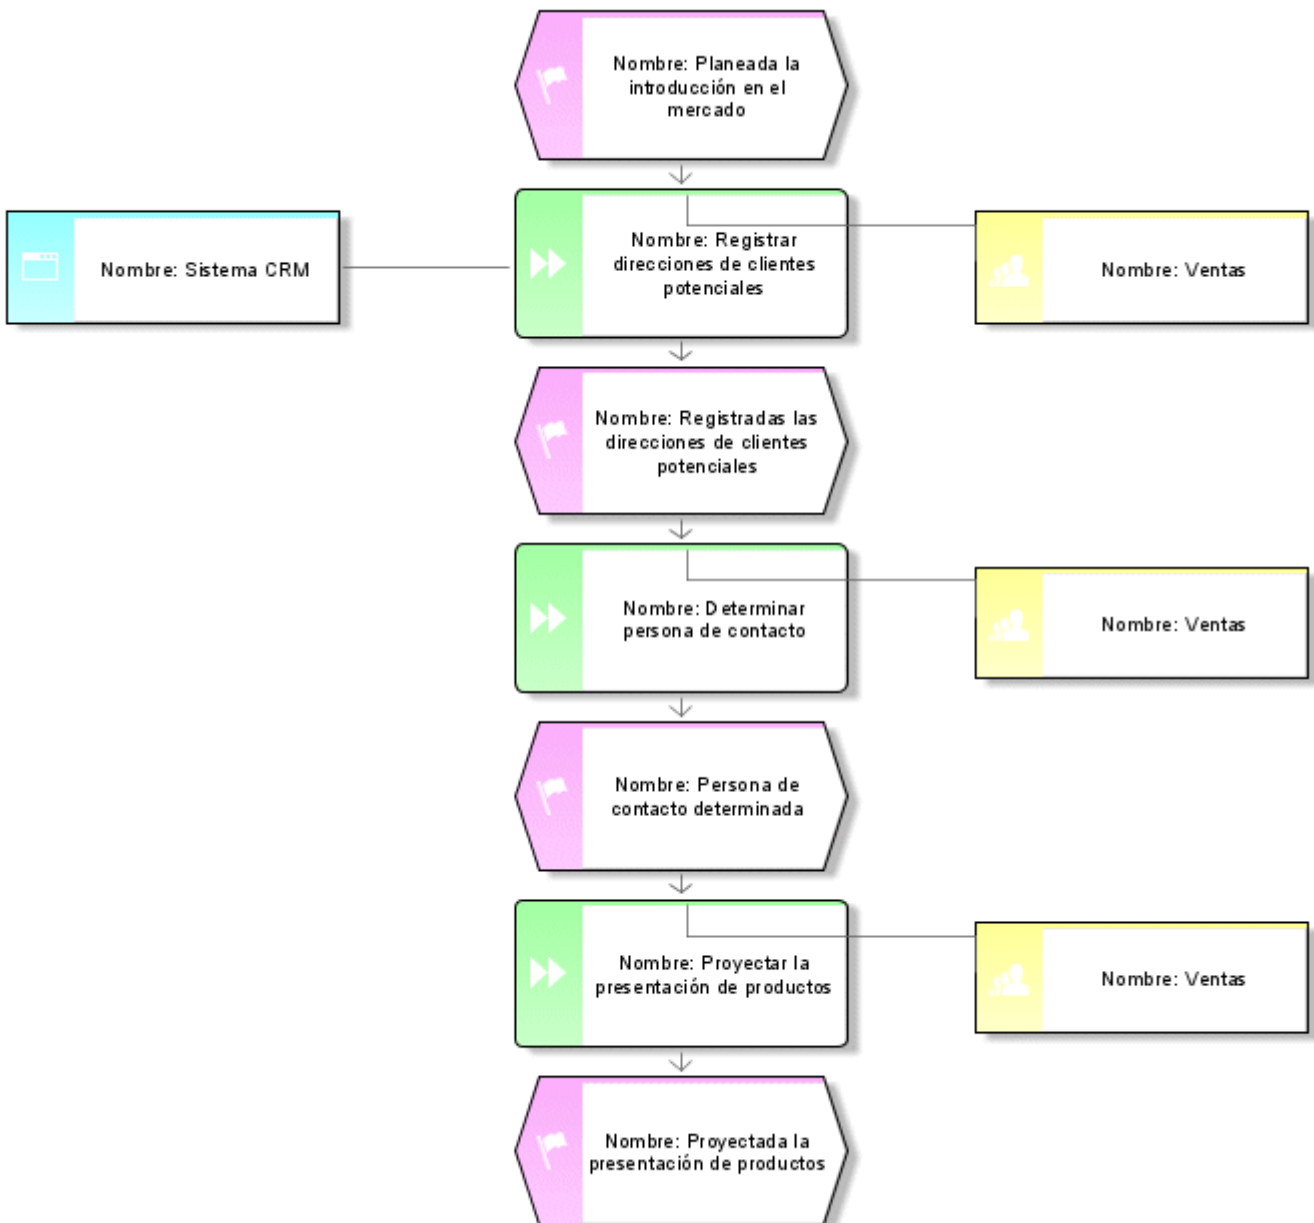 Nombre: Planeada la
introducción en el
mercado
Nombre: Sistema CRM
Nombre: Registrar
direcciones de clientes
potenciales
Nombre: Ventas
Nombre: Registradas las
direcciones de clientes
potenciales
Nombre: Determinar
persona de contacto
Nombre: Ventas
Nombre: Persona de
contacto determinada
Nombre: Proyectar la
presentación de productos
Nombre: Ventas
Nombre: Proyectada la
presentación de productos